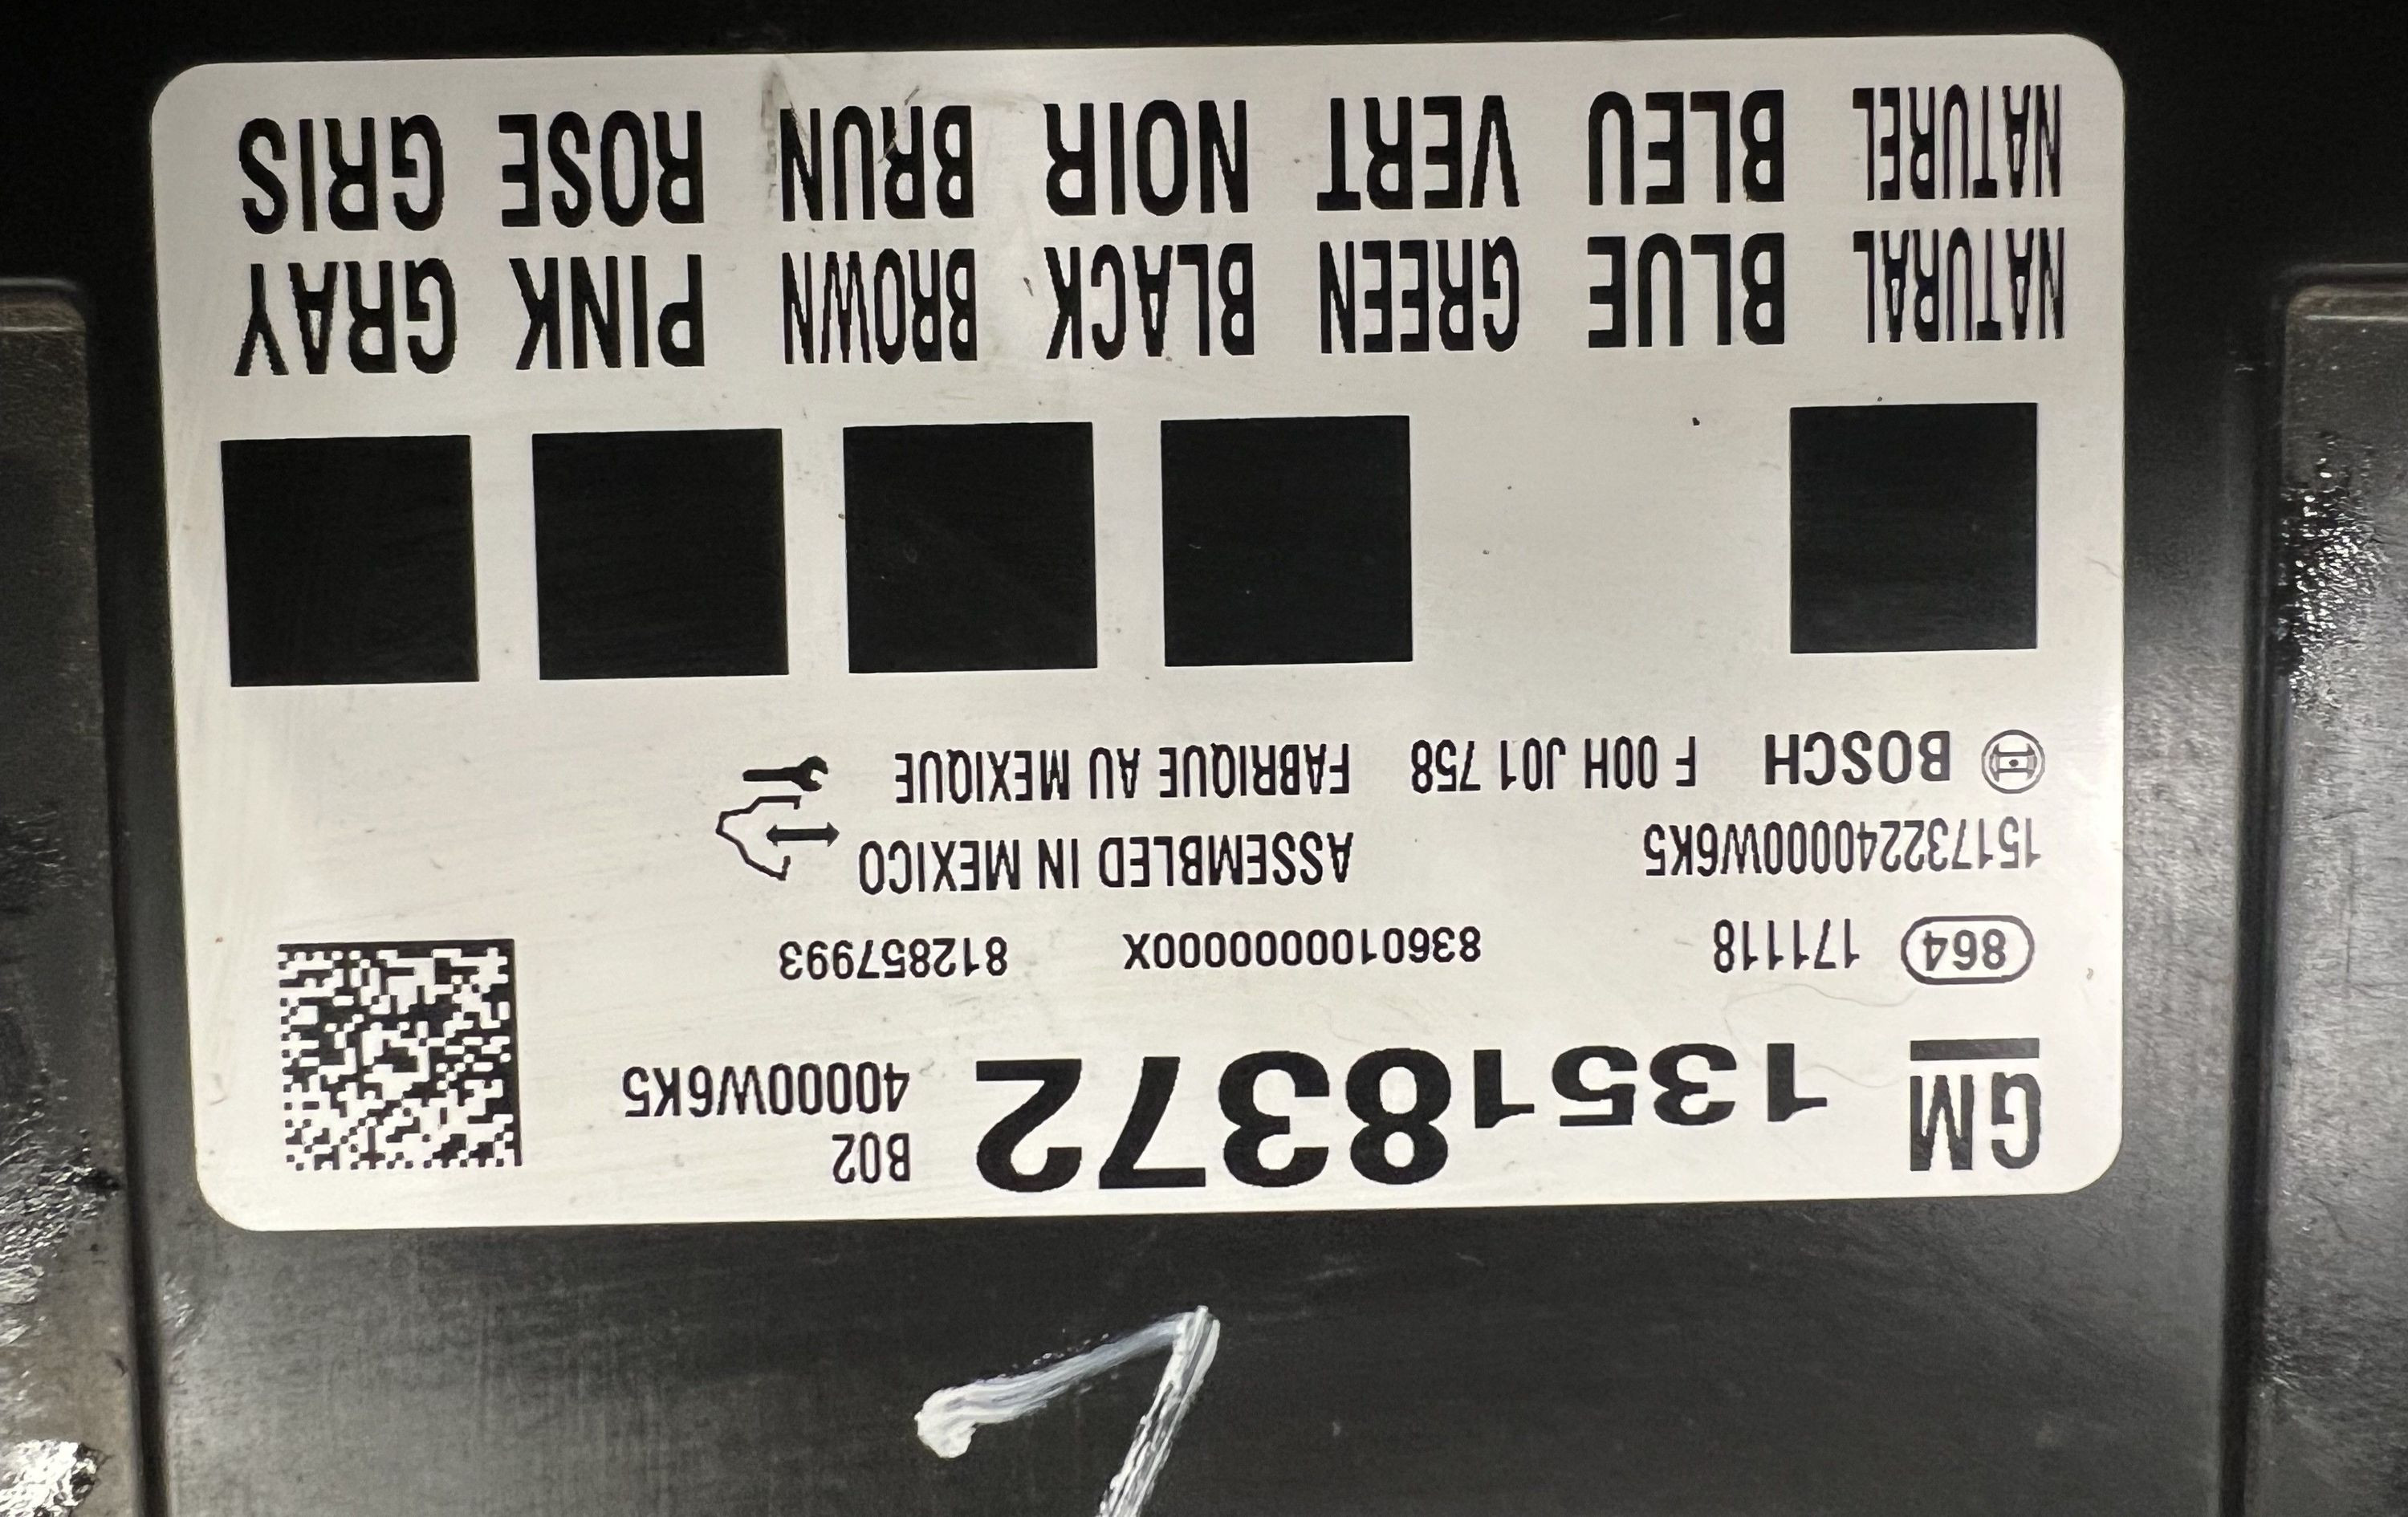 GM 13518372 B02
40000W6K5
864 171118 83601000000000X 812857993
151732240000W6K5 ASSEMBLED IN MEXICO
BOSCH F 00H J01 758 FABRIQUE AU MEXIQUE
NATURAL BLUE GREEN BLACK BROWN PINK GRAY
NATUREL BLEU VERT NOIR BRUN ROSE GRIS